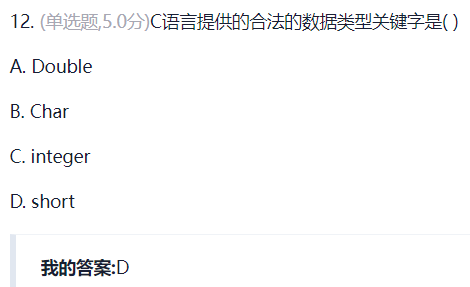 12. (单选题,5.0分)C语言提供的合法的数据类型关键字是( )
A. Double
B. Char
C. integer
D. short
我的答案:D